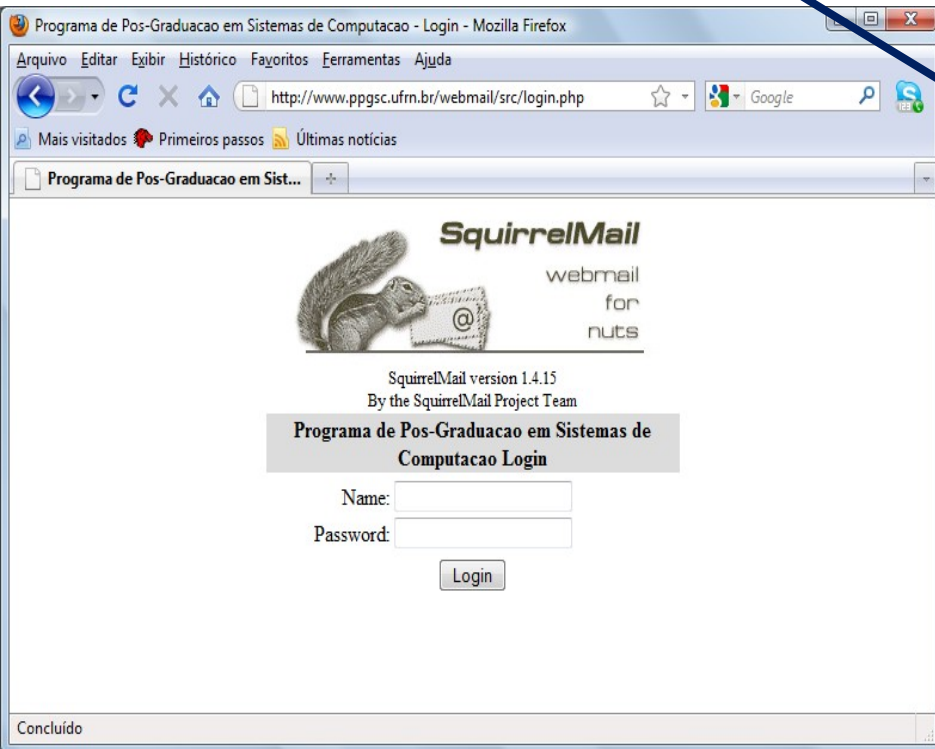 Programa de Pos-Graduacao em Sistemas de Computacao - Login - Mozilla Firefox
Arquivo Editar Exibir Histórico Favoritos Ferramentas Ajuda
http://www.ppgsc.ufrn.br/webmail/src/login.php Google
Mais visitados Primeiros passos Últimas notícias
Programa de Pos-Graduacao em Sist...
SquirrelMail
webmail
for
nuts
@
SquirrelMail version 1.4.15
By the SquirrelMail Project Team
Programa de Pos-Graduacao em Sistemas de
Computacao Login
Name:
Password:
Login
Concluído